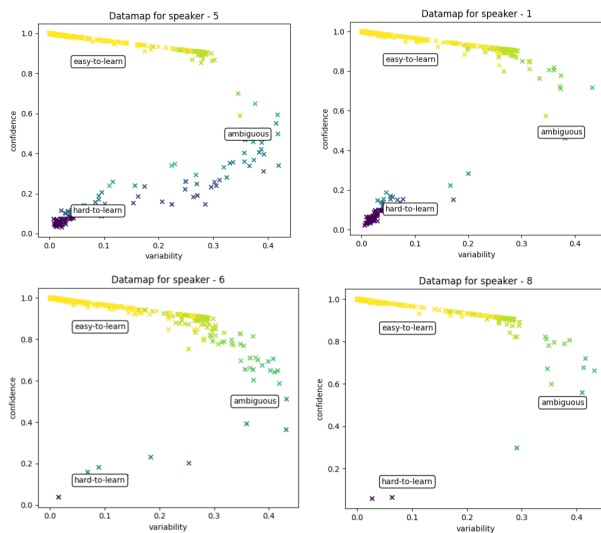 Datamap for speaker - 5
1.0
0.8
0.6
0.4
0.2
0.0
confidence
easy-to-learn
ambiguous
hard-to-learn
0.0 0.1 0.2 0.3 0.4
variability
Datamap for speaker - 1
1.0
0.8
0.6
0.4
0.2
0.0
confidence
easy-to-learn
ambiguous
hard-to-learn
0.0 0.1 0.2 0.3 0.4
variability
Datamap for speaker - 6
1.0
0.8
0.6
0.4
0.2
0.0
confidence
easy-to-learn
ambiguous
hard-to-learn
0.0 0.1 0.2 0.3 0.4
variability
Datamap for speaker - 8
1.0
0.8
0.6
0.4
0.2
confidence
easy-to-learn
ambiguous
hard-to-learn
0.0 0.1 0.2 0.3 0.4
variability